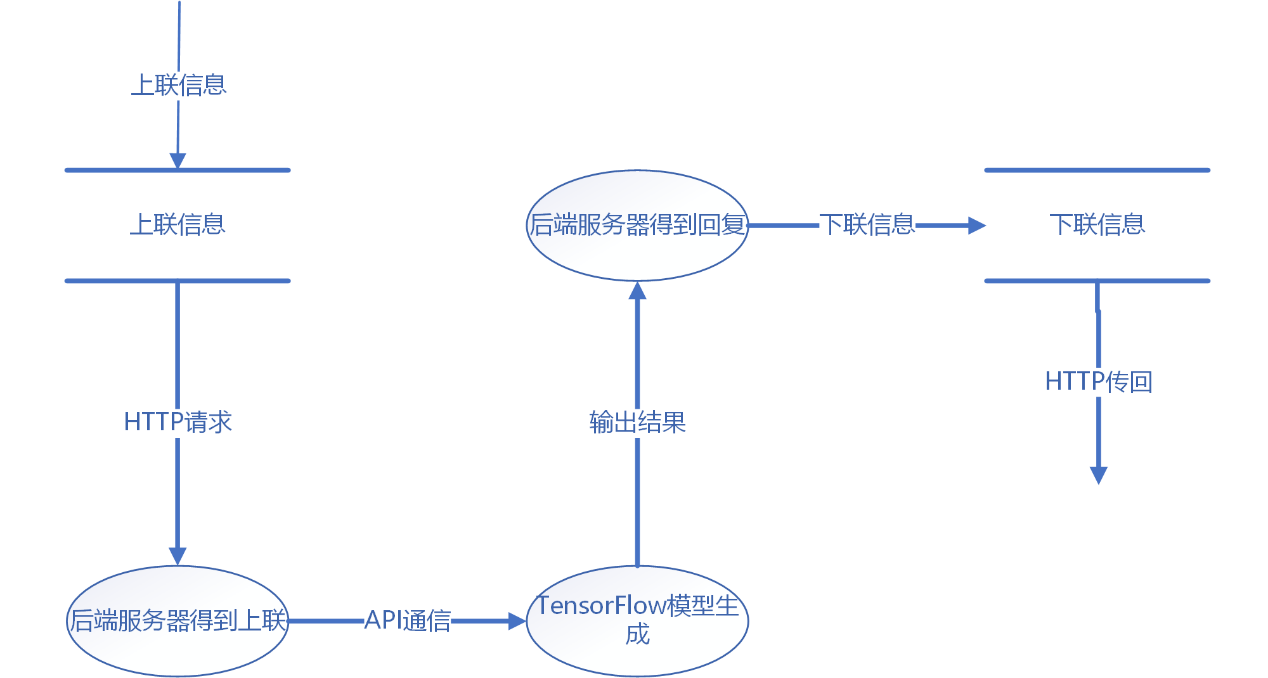 上联信息
上联信息
后端服务器得到回复
下联信息
下联信息
HTTP传回
HTTP请求
输出结果
后端服务器得到上联
API通信
TensorFlow模型生
成